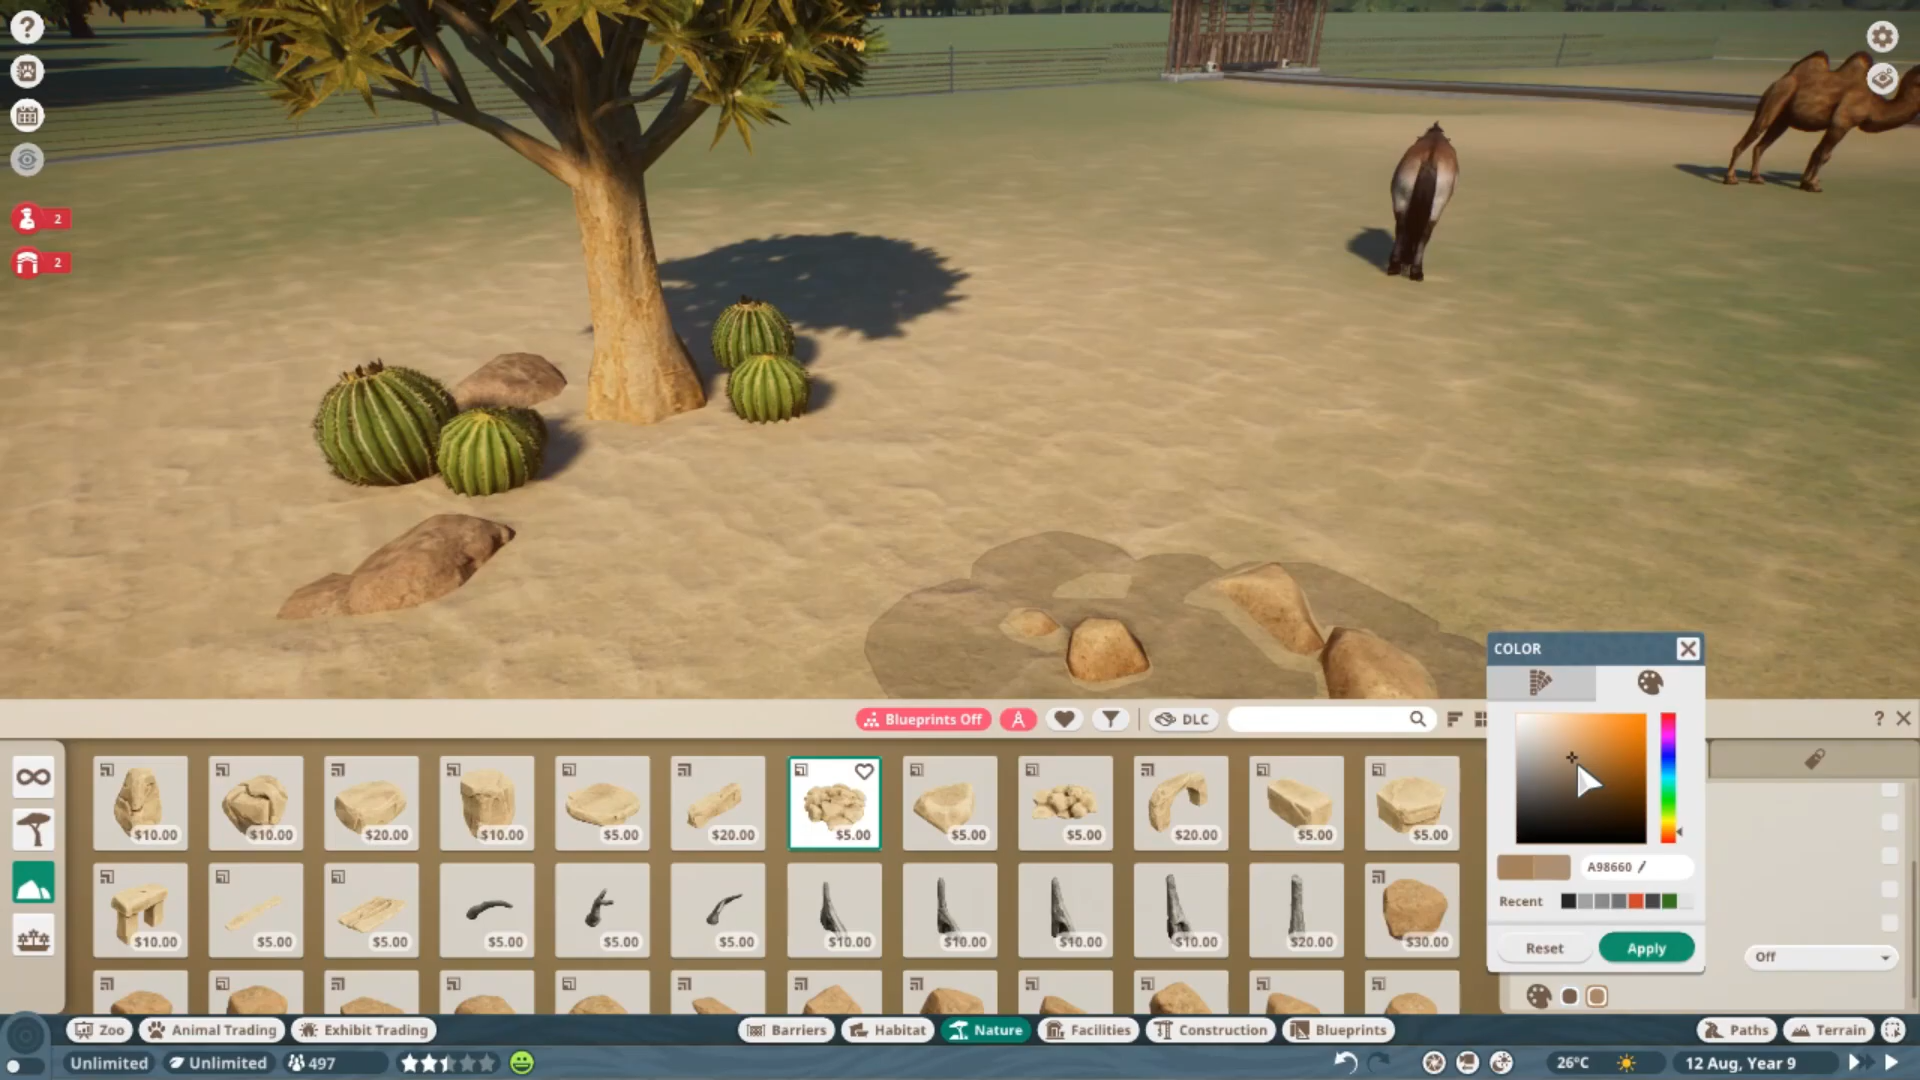 2
2
Blueprints Off
DLC
?
COLOR
$10.00
$10.00
$20.00
$10.00
$5.00
$20.00
$5.00
$5.00
$5.00
$20.00
$5.00
$5.00
A98660
Recent
$10.00
$5.00
$5.00
$5.00
$5.00
$5.00
$10.00
$10.00
$10.00
$10.00
$20.00
$30.00
Reset
Apply
Off
Zoo
Animal Trading
Exhibit Trading
Barriers
Habitat
Nature
Facilities
Construction
Blueprints
Paths
Terrain
Unlimited
Unlimited
497
26°C
12 Aug, Year 9